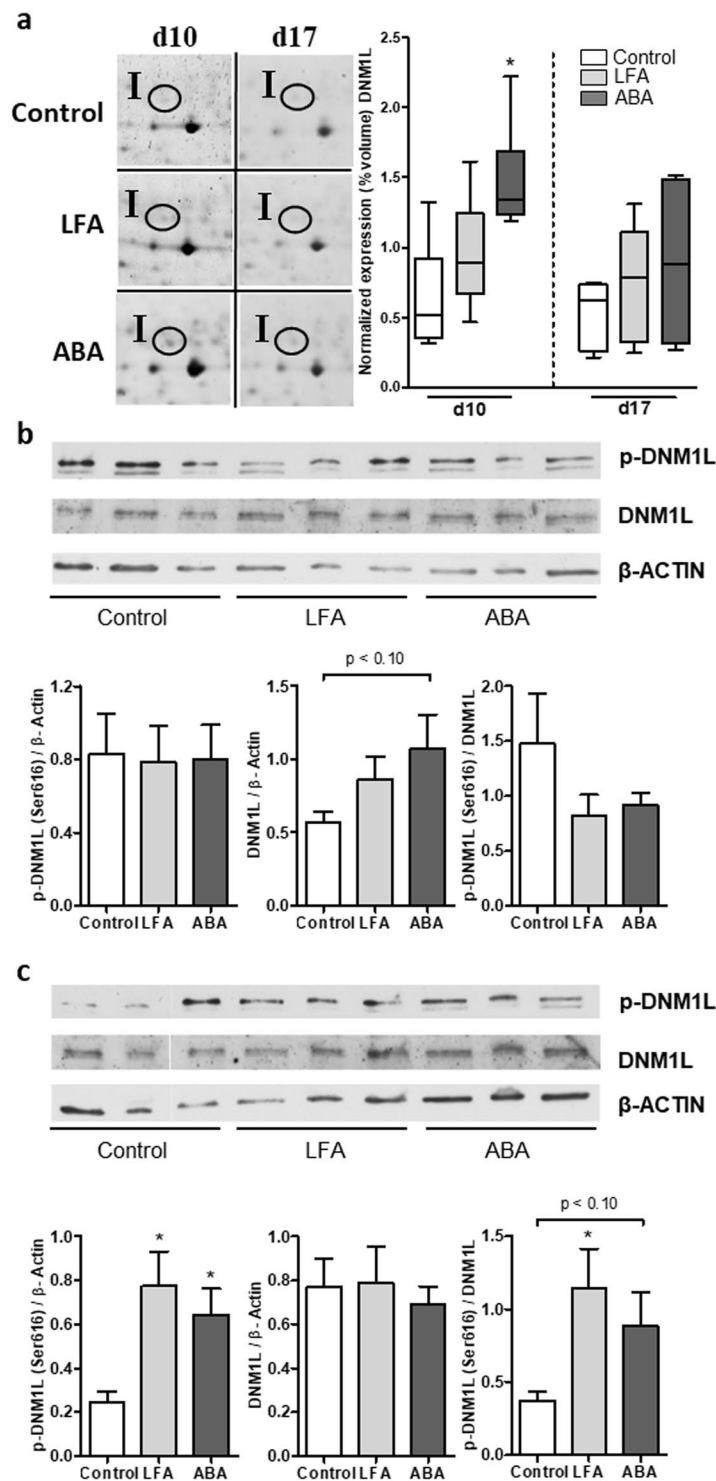 a
d10 d17
Control
I I
LFA
I I
ABA
I I
Normalized expression (% volume) DNM1L
2.5
2.0
1.5
1.0
0.5
0.0
*
Control
LFA
ABA
d10 d17
b
p-DNM1L
DNM1L
β-ACTIN
Control LFA ABA
p-DNM1L (Ser616) / β- Actin
1.2
0.8
0.4
0.0
Control LFA ABA
p < 0.10
DNM1L / β- Actin
1.5
1.0
0.5
0.0
Control LFA ABA
p-DNM1L (Ser616) / DNM1L
2.0
1.5
1.0
0.5
0.0
Control LFA ABA
c
p-DNM1L
DNM1L
β-ACTIN
Control LFA ABA
p-DNM1L (Ser616) / β- Actin
1.0
0.8
0.6
0.4
0.2
0.0
* *
Control LFA ABA
DNM1L / β- Actin
1.0
0.8
0.6
0.4
0.2
0.0
Control LFA ABA
p < 0.10
p-DNM1L (Ser616) / DNM1L
1.5
1.0
0.5
0.0
*
Control LFA ABA